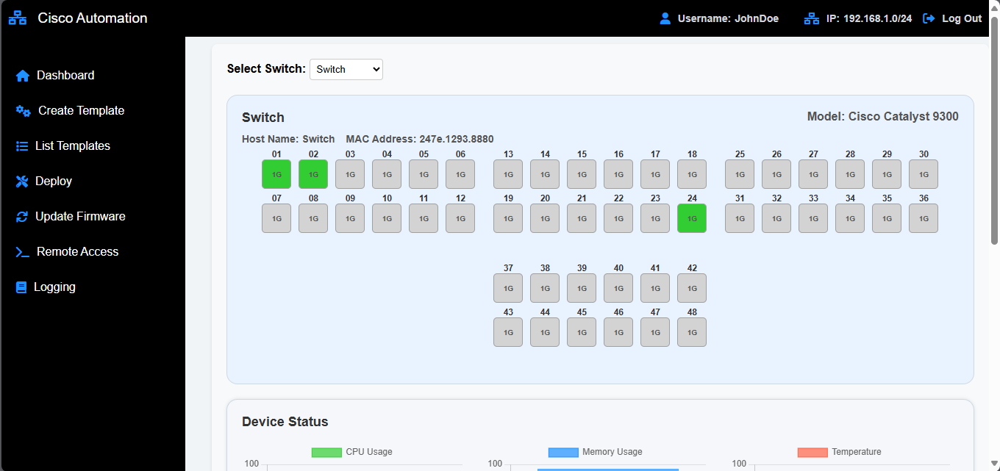 Cisco Automation
Username: JohnDoe
IP: 192.168.1.0/24
Log Out
Dashboard
Create Template
List Templates
Deploy
Update Firmware
Remote Access
Logging
Select Switch: Switch
Switch
Model: Cisco Catalyst 9300
Host Name: Switch MAC Address: 247e.1293.8880
01 02 03 04 05 06 13 14 15 16 17 18 25 26 27 28 29 30
1G 1G 1G 1G 1G 1G 1G 1G 1G 1G 1G 1G 1G 1G 1G 1G 1G 1G
07 08 09 10 11 12 19 20 21 22 23 24 31 32 33 34 35 36
1G 1G 1G 1G 1G 1G 1G 1G 1G 1G 1G 1G 1G 1G 1G 1G 1G 1G
37 38 39 40 41 42
1G 1G 1G 1G 1G 1G
43 44 45 46 47 48
1G 1G 1G 1G 1G 1G
Device Status
CPU Usage Memory Usage Temperature
100 100 100